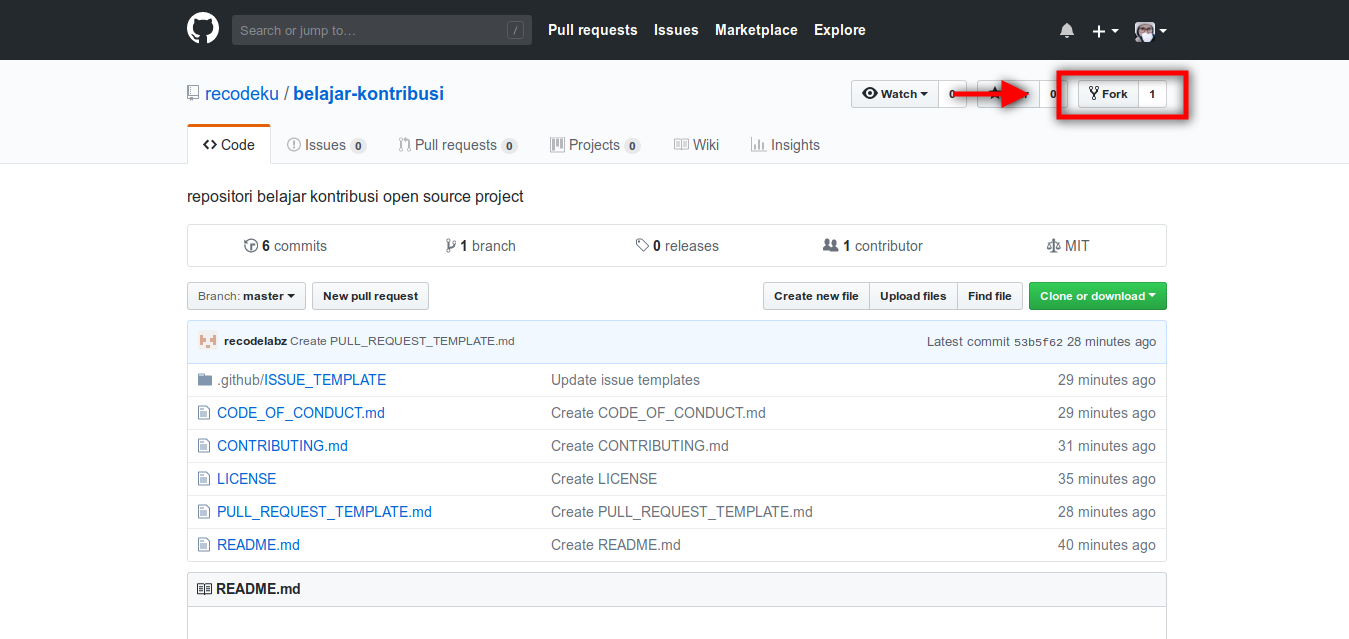 Search or jump to… / Pull requests Issues Marketplace Explore
recodeku / belajar-kontribusi Watch 0 0 Fork 1
Code Issues 0 Pull requests 0 Projects 0 Wiki Insights
repositori belajar kontribusi open source project
6 commits 1 branch 0 releases 1 contributor MIT
Branch: master New pull request Create new file Upload files Find file Clone or download
recodelabz Create PULL_REQUEST_TEMPLATE.md Latest commit 53b5f62 28 minutes ago
.github/ISSUE_TEMPLATE Update issue templates 29 minutes ago
CODE_OF_CONDUCT.md Create CODE_OF_CONDUCT.md 29 minutes ago
CONTRIBUTING.md Create CONTRIBUTING.md 31 minutes ago
LICENSE Create LICENSE 35 minutes ago
PULL_REQUEST_TEMPLATE.md Create PULL_REQUEST_TEMPLATE.md 28 minutes ago
README.md Create README.md 40 minutes ago
README.md